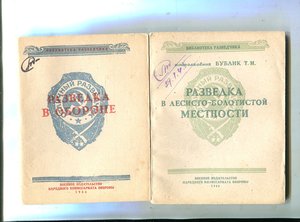 БИБЛИОТЕКА РАЗВЕДЧИКА
РАЗВЕДКА
В ОБОРОНЕ
ВОЕННОЕ ИЗДАТЕЛЬСТВО
НАРОДНОГО КОМИССАРИАТА ОБОРОНЫ
БИБЛИОТЕКА РАЗВЕДЧИКА
БУБЛИК Т. И.
РАЗВЕДКА
В ЛЕСИСТО-БОЛОТИСТОЙ
МЕСТНОСТИ
ВОЕННОЕ ИЗДАТЕЛЬСТВО
НАРОДНОГО КОМИССАРИАТА ОБОРОНЫ